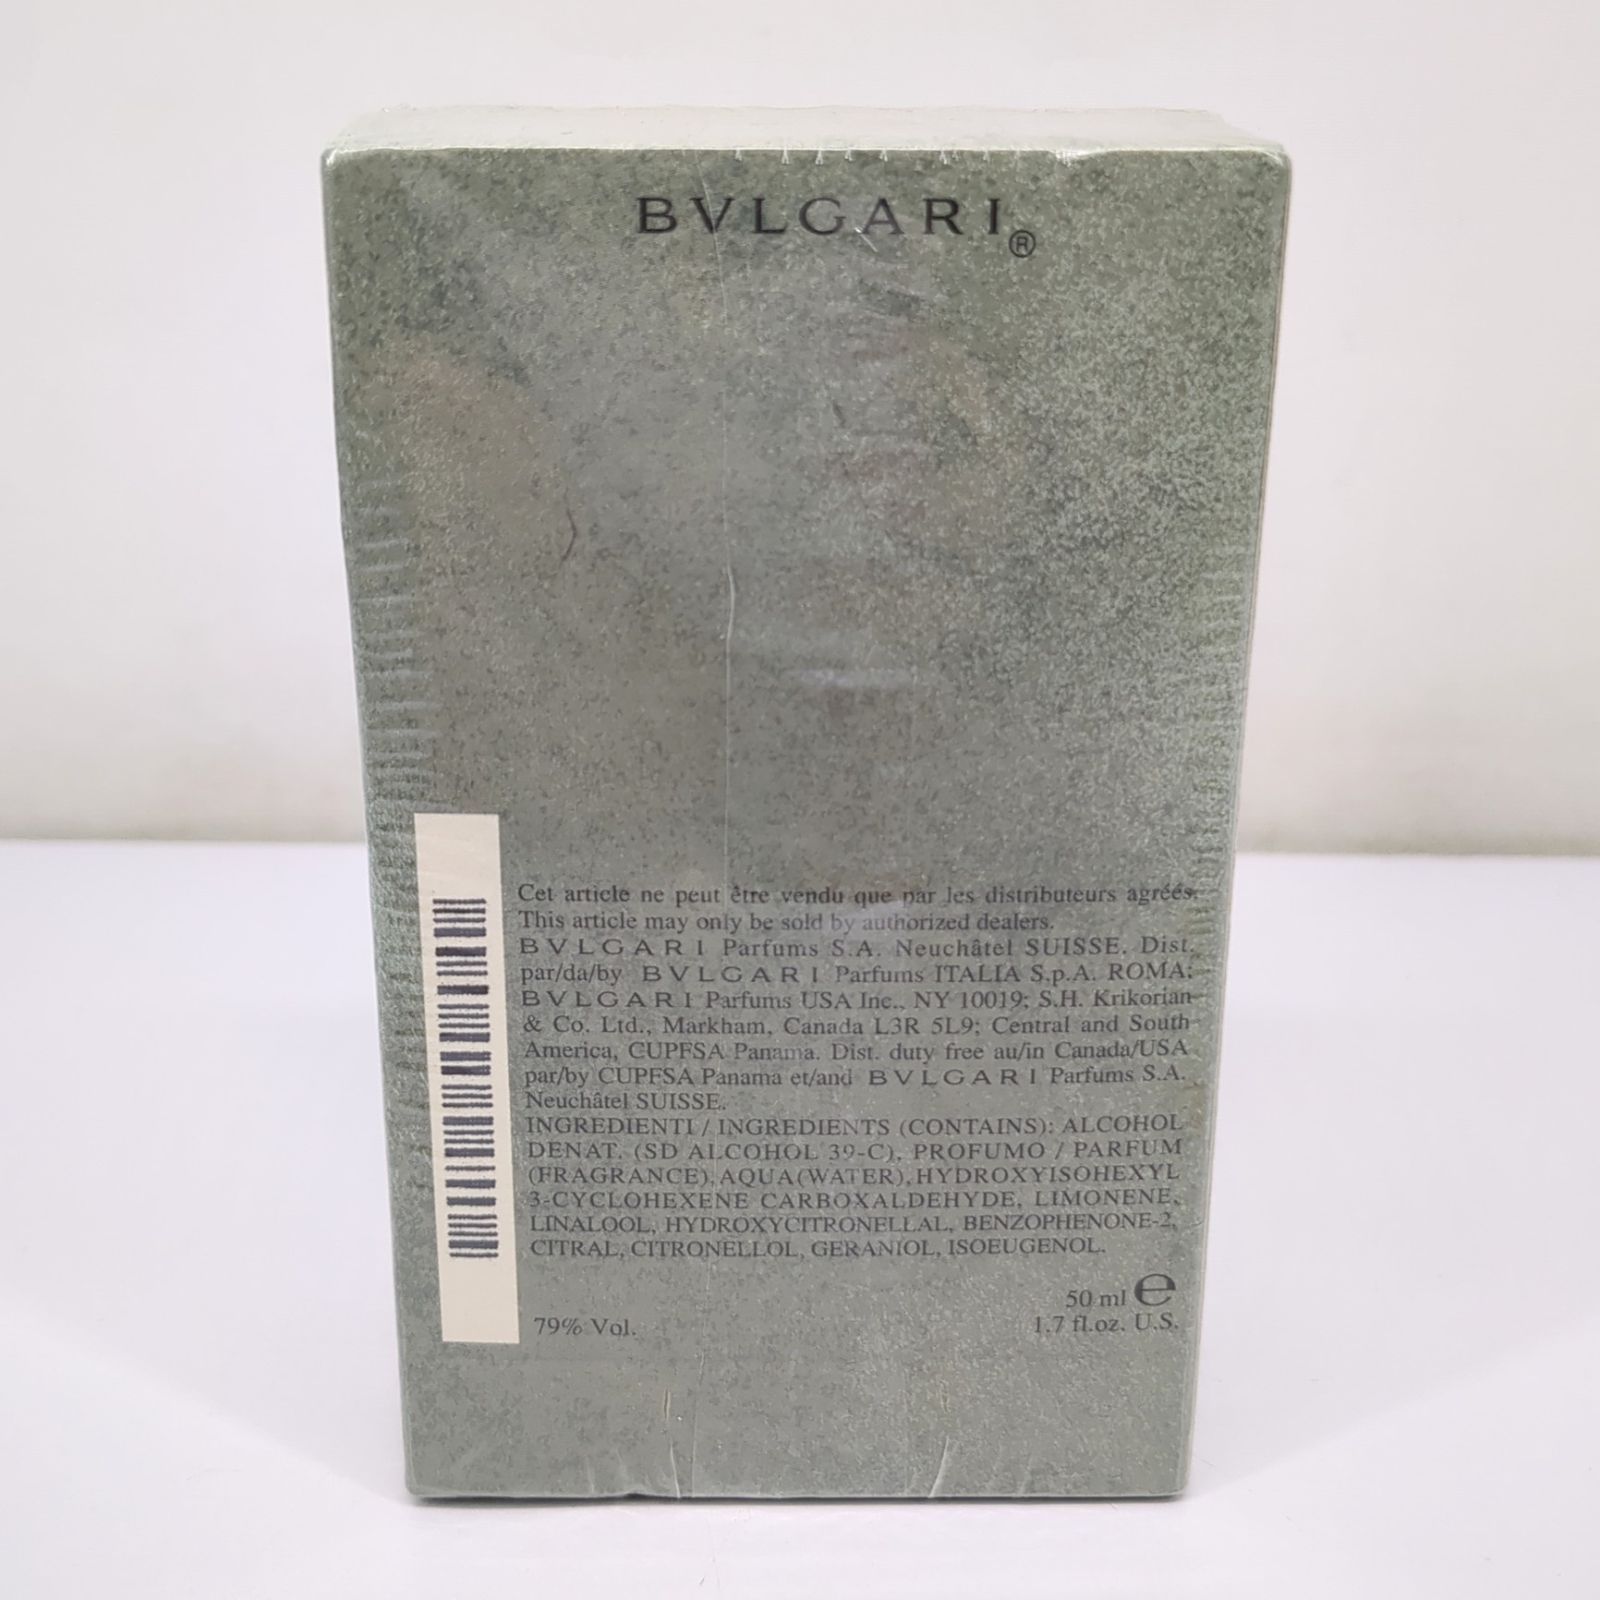 BVLGARI®
Cet article ne peut être vendu que par les distributeurs agréés.
This article may only be sold by authorized dealers.
BVLGARI Parfums S.A. Neuchâtel SUISSE. Dist.
par/da/by BVLGARI Parfums ITALIA S.p.A. ROMA;
BVLGARI Parfums USA Inc., NY 10019; S.H. Krikorian
& Co. Ltd., Markham, Canada L3R 5L9; Central and South
America, CUPFSA Panama. Dist. duty free au/in Canada/USA
par/by CUPFSA Panama et/and BVLGARI Parfums S.A.
Neuchâtel SUISSE.
INGREDIENTI / INGREDIENTS (CONTAINS): ALCOHOL
DENAT. (SD ALCOHOL 39-C), PROFUMO / PARFUM
(FRAGRANCE), AQUA(WATER), HYDROXYISOHEXYL
3-CYCLOHEXENE CARBOXALDEHYDE, LIMONENE,
LINALOOL, HYDROXYCITRONELLAL, BENZOPHENONE-2,
CITRAL, CITRONELLOL, GERANIOL, ISOEUGENOL.
50 ml e
79% Vol. 1.7 fl.oz. U.S.